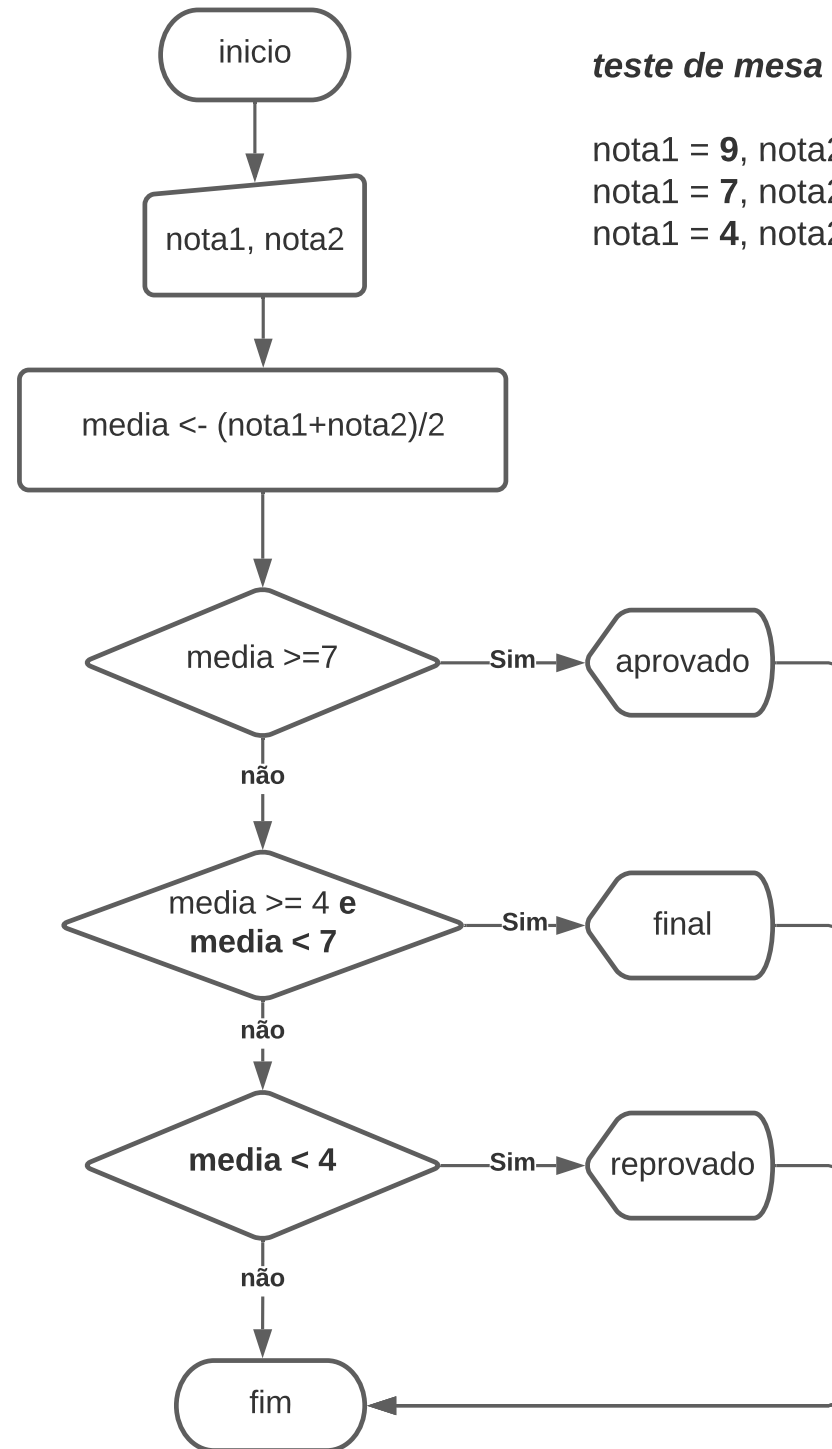 inicio
teste de mesa
nota1 = 9, nota2
nota1 = 7, nota2
nota1 = 4, nota2
nota1, nota2
media <- (nota1+nota2)/2
media >=7
Sim
aprovado
não
media >= 4 e
media < 7
Sim
final
não
media < 4
Sim
reprovado
não
fim